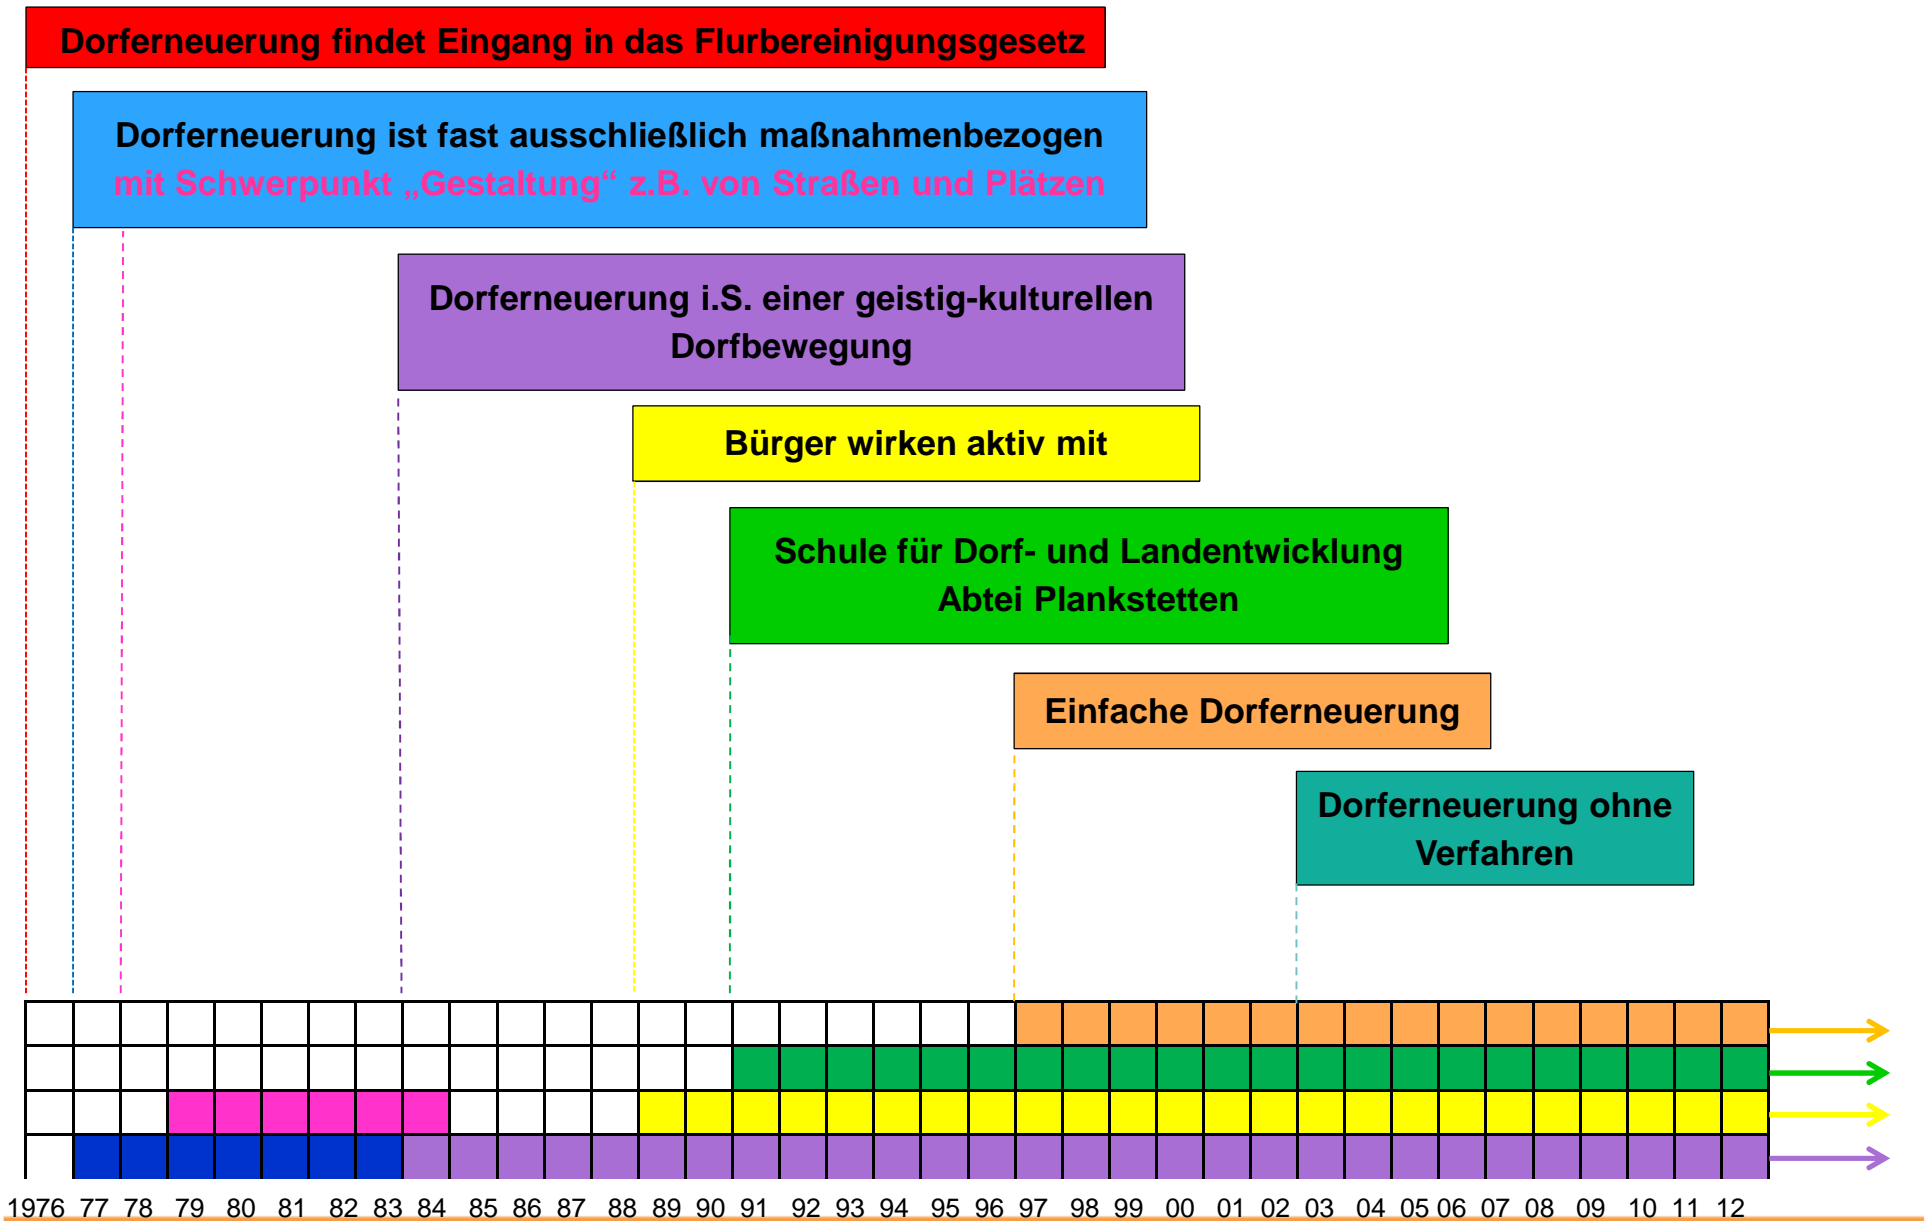 Dorferneuerung findet Eingang in das Flurbereinigungsgesetz
Dorferneuerung ist fast ausschließlich maßnahmenbezogen
mit Schwerpunkt „Gestaltung“ z.B. von Straßen und Plätzen
Dorferneuerung i.S. einer geistig-kulturellen
Dorfbewegung
Bürger wirken aktiv mit
Schule für Dorf- und Landentwicklung
Abtei Plankstetten
Einfache Dorferneuerung
Dorferneuerung ohne
Verfahren
1976 77 78 79 80 81 82 83 84 85 86 87 88 89 90 91 92 93 94 95 96 97 98 99 00 01 02 03 04 05 06 07 08 09 10 11 12